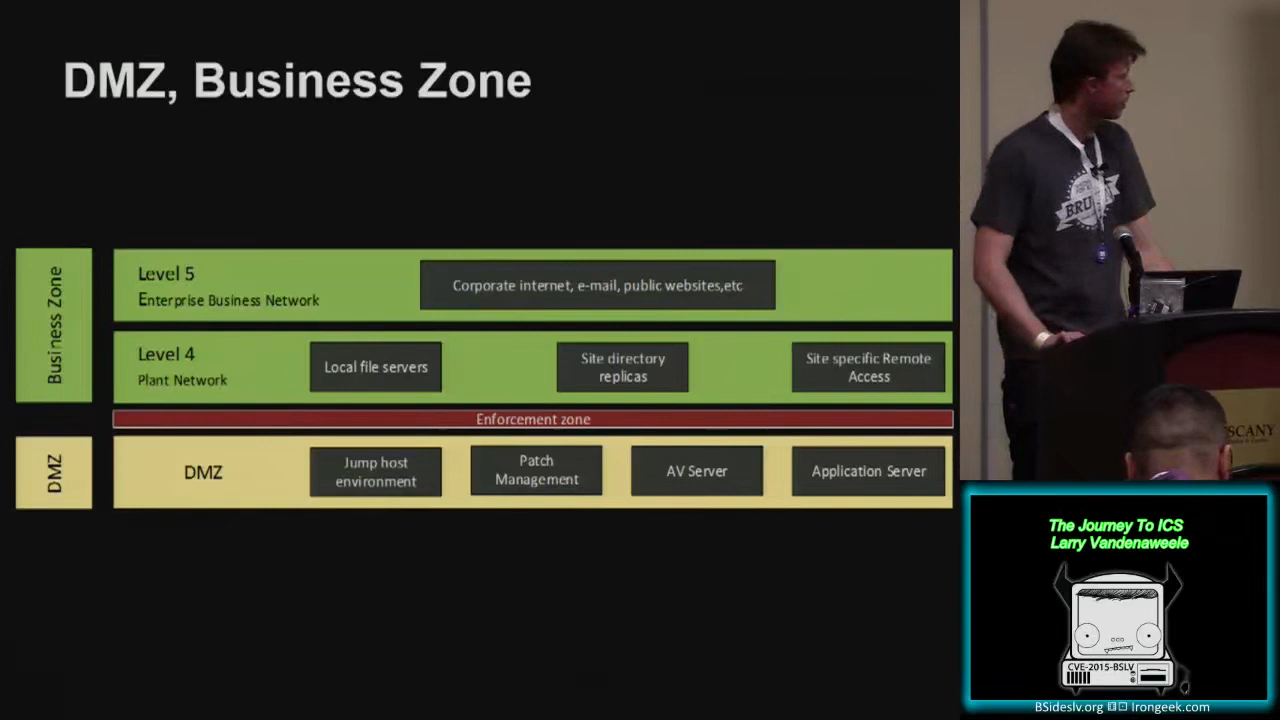 DMZ, Business Zone
Business Zone
Level 5
Enterprise Business Network
Corporate internet, e-mail, public websites,etc
Level 4
Plant Network
Local file servers
Site directory
replicas
Site specific Remote
Access
Enforcement zone
DMZ
DMZ
Jump host
environment
Patch
Management
AV Server
Application Server
BRU
The Journey To ICS
Larry Vandenaweele
CVE-2015-BSLV
BSideslv.org
Irongeek.com